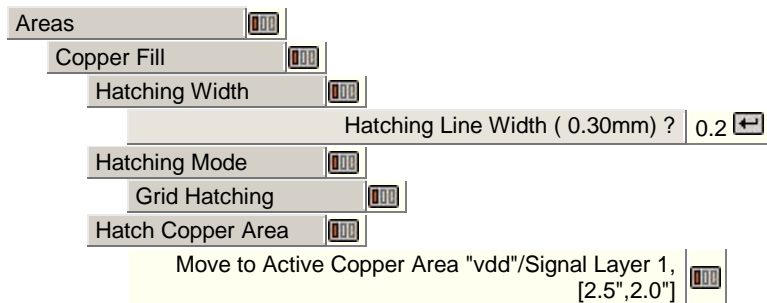 Areas
Copper Fill
Hatching Width
Hatching Line Width ( 0.30mm) ? 0.2
Hatching Mode
Grid Hatching
Hatch Copper Area
Move to Active Copper Area "vdd"/Signal Layer 1,
[2.5",2.0"]